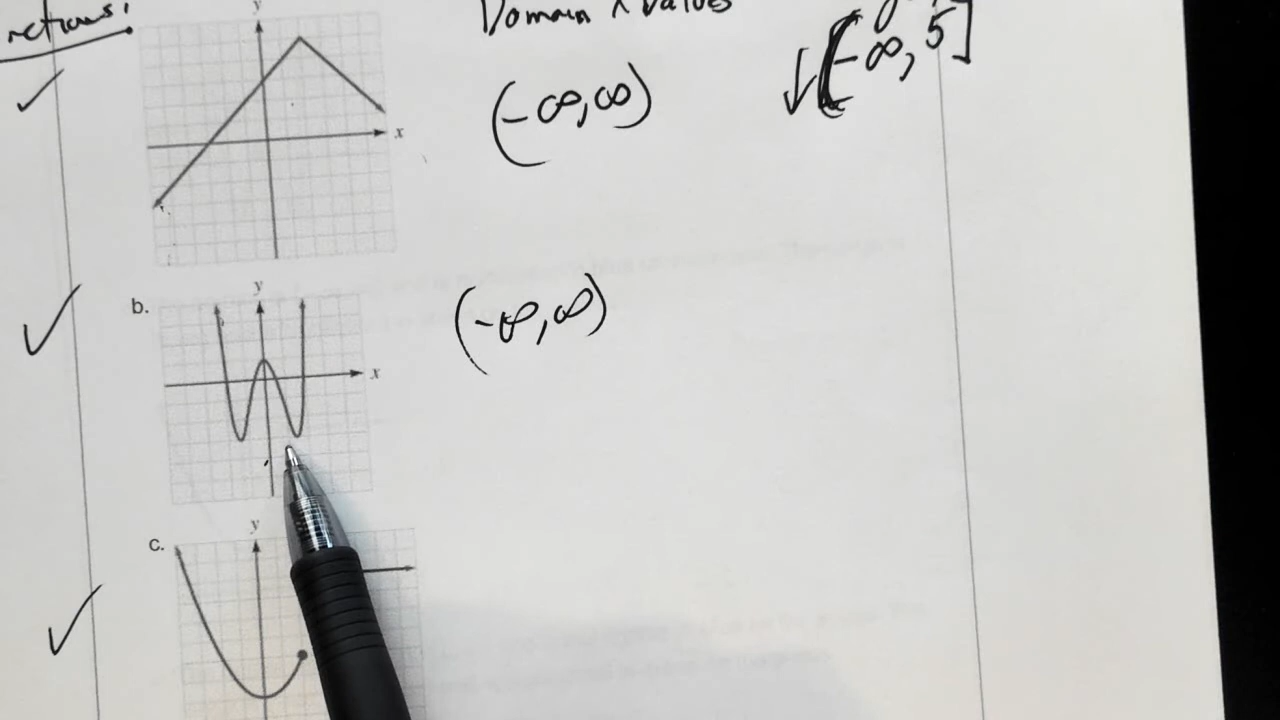 nctions!
Domain x values
y
[-∞, 5]
(-∞,∞)
x
b.
y
(-∞,∞)
x
c.
y